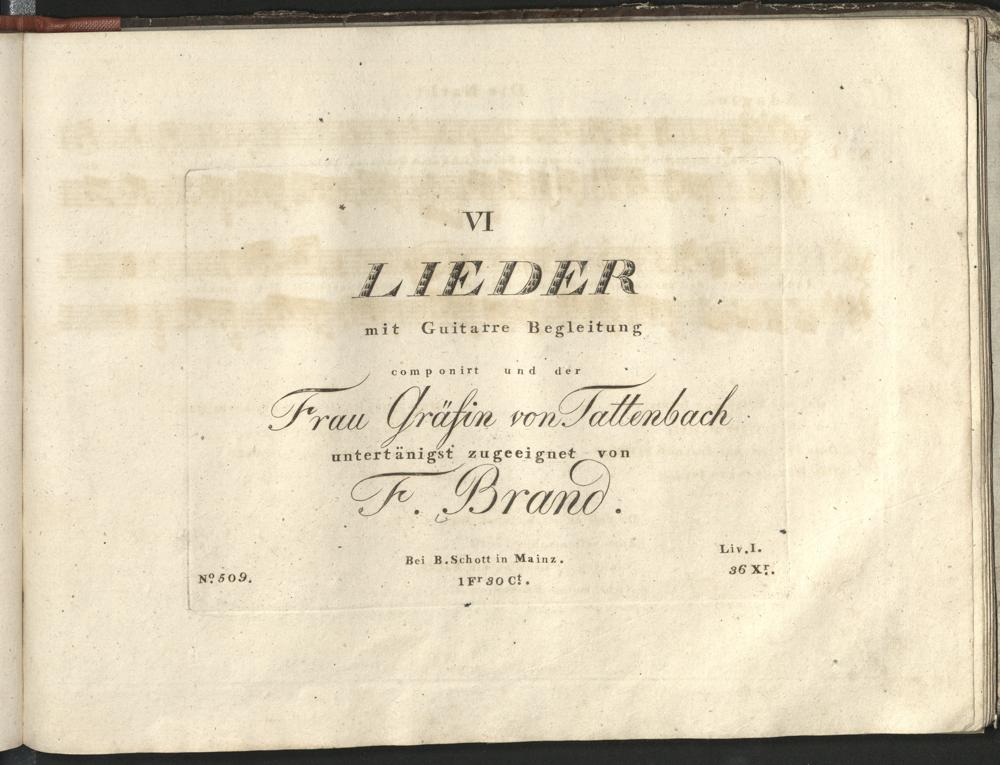 VI
LIEDER
mit Guitarre Begleitung
componirt und der
Frau Gräfin von Tattenbach
untertänigst zugeeignet von
F. Brand.
Bei B. Schott in Mainz.
Liv. I.
No 509.
1 Fr 30 Ct.
36 Xr.